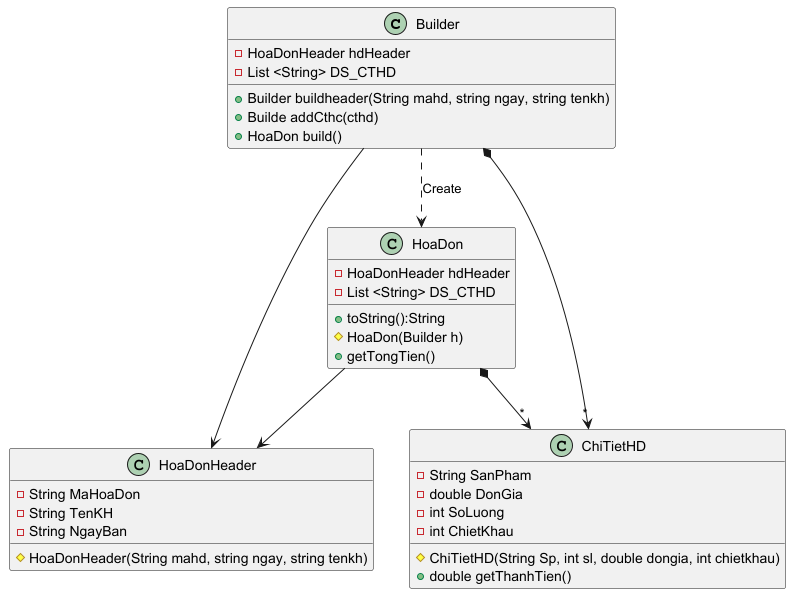 C Builder
HoaDonHeader hdHeader
List <String> DS_CTHD
Builder buildheader(String mahd, string ngay, string tenkh)
Builde addCthc(cthd)
HoaDon build()
Create
C HoaDon
HoaDonHeader hdHeader
List <String> DS_CTHD
toString():String
HoaDon(Builder h)
getTongTien()
* *
C HoaDonHeader
String MaHoaDon
String TenKH
String NgayBan
HoaDonHeader(String mahd, string ngay, string tenkh)
C ChiTietHD
String SanPham
double DonGia
int SoLuong
int ChietKhau
ChiTietHD(String Sp, int sl, double dongia, int chietkhau)
double getThanhTien()